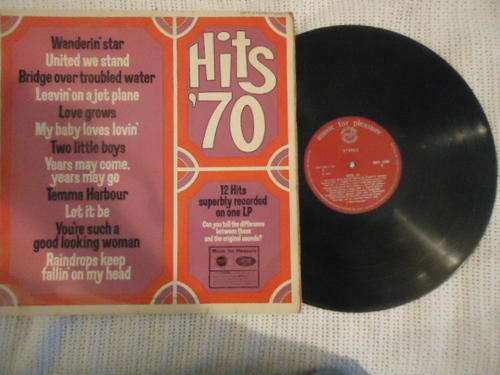 Wanderin' star
United we stand
Bridge over troubled water
Leavin' on a jet plane
Love grows
My baby loves lovin'
Two little boys
Years may come,
years may go
Temma Harbour
Let it be
You're such a
good looking woman
Raindrops keep
fallin' on my head
Hits
'70
12 Hits
superbly recorded
on one LP
Can you tell the difference
between these
and the original sounds?
Music for Pleasure
music for pleasure
STEREO